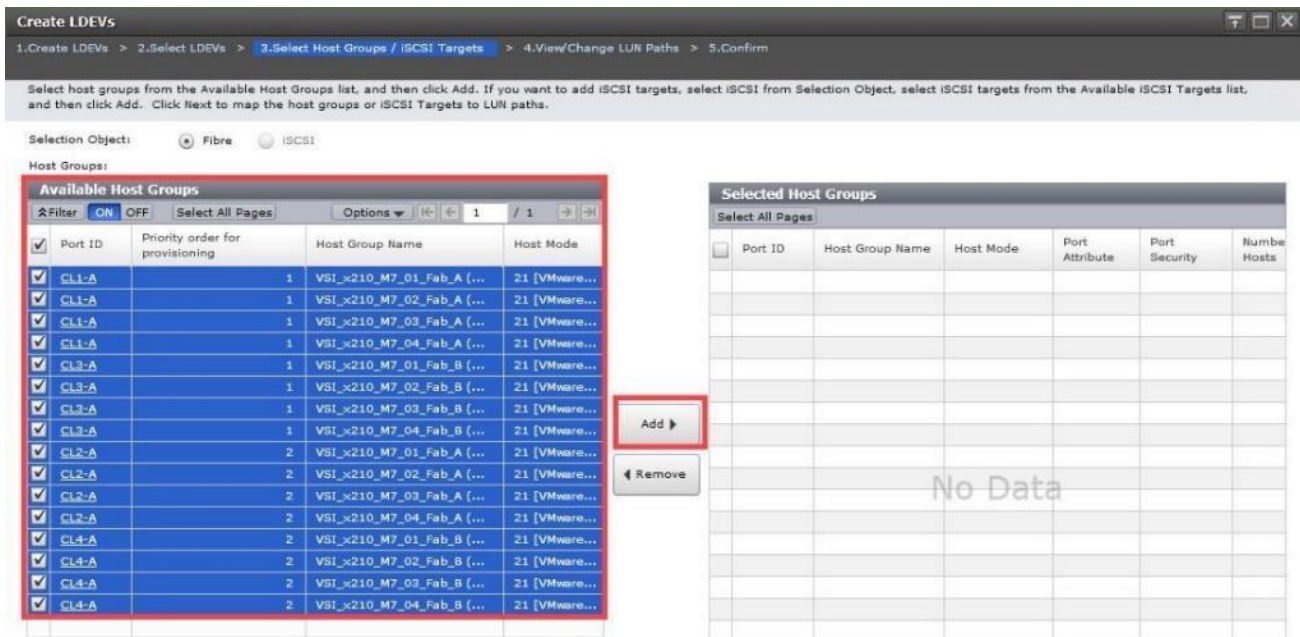 Create LDEVs
1.Create LDEVs > 2.Select LDEVs > 3.Select Host Groups / iSCSI Targets > 4.View/Change LUN Paths > 5.Confirm
Select host groups from the Available Host Groups list, and then click Add. If you want to add iSCSI targets, select iSCSI from Selection Object, select iSCSI targets from the Available iSCSI Targets list,
and then click Add. Click Next to map the host groups or iSCSI Targets to LUN paths.
Selection Object: Fibre iSCSI
Host Groups:
Available Host Groups
Filter ON OFF Select All Pages Options 1 / 1
Port ID Priority order for provisioning Host Group Name Host Mode
CL1-A 1 VSI_x210_M7_01_Fab_A (... 21 [VMware...
CL1-A 1 VSI_x210_M7_02_Fab_A (... 21 [VMware...
CL1-A 1 VSI_x210_M7_03_Fab_A (... 21 [VMware...
CL1-A 1 VSI_x210_M7_04_Fab_A (... 21 [VMware...
CL3-A 1 VSI_x210_M7_01_Fab_B (... 21 [VMware...
CL3-A 1 VSI_x210_M7_02_Fab_B (... 21 [VMware...
CL3-A 1 VSI_x210_M7_03_Fab_B (... 21 [VMware...
CL3-A 1 VSI_x210_M7_04_Fab_B (... 21 [VMware...
CL2-A 2 VSI_x210_M7_01_Fab_A (... 21 [VMware...
CL2-A 2 VSI_x210_M7_02_Fab_A (... 21 [VMware...
CL2-A 2 VSI_x210_M7_03_Fab_A (... 21 [VMware...
CL2-A 2 VSI_x210_M7_04_Fab_A (... 21 [VMware...
CL4-A 2 VSI_x210_M7_01_Fab_B (... 21 [VMware...
CL4-A 2 VSI_x210_M7_02_Fab_B (... 21 [VMware...
CL4-A 2 VSI_x210_M7_03_Fab_B (... 21 [VMware...
CL4-A 2 VSI_x210_M7_04_Fab_B (... 21 [VMware...
Add
Remove
Selected Host Groups
Select All Pages
Port ID Host Group Name Host Mode Port Attribute Port Security Numbe Hosts
No Data